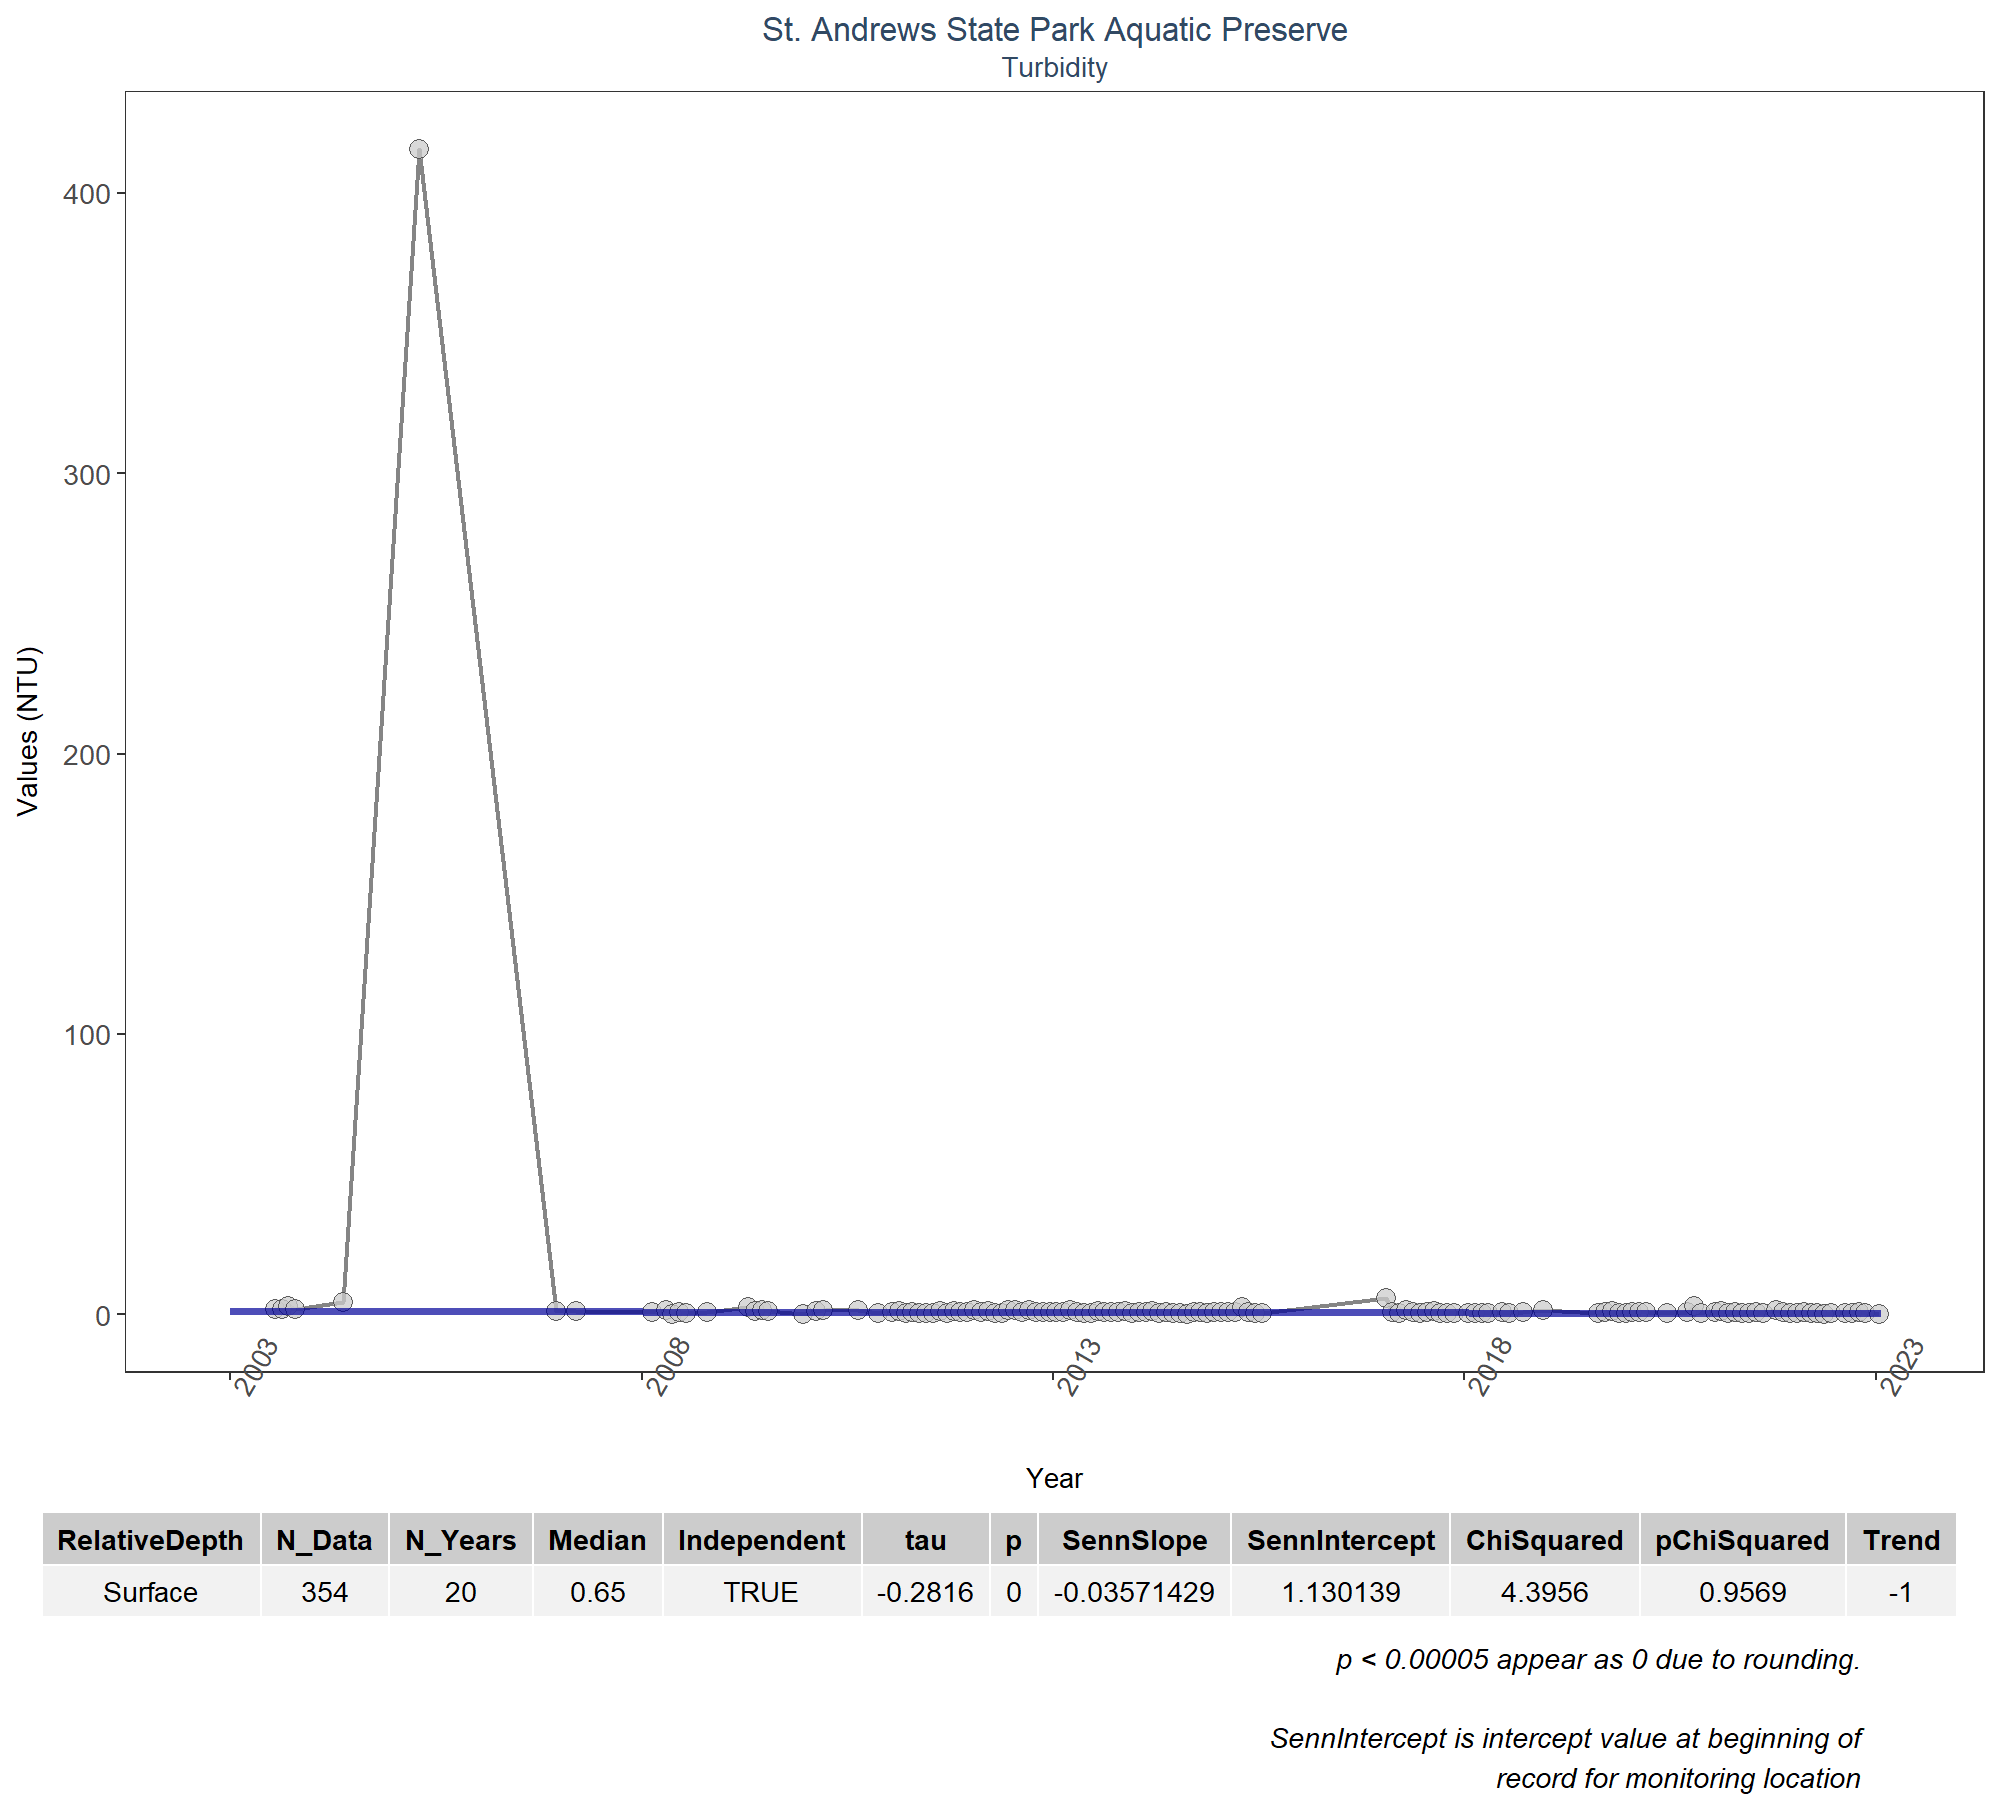 St. Andrews State Park Aquatic Preserve
Turbidity
Values (NTU)
400
300
200
100
0
2003 2008 2013 2018 2023
Year
RelativeDepth N_Data N_Years Median Independent tau p SennSlope SennIntercept ChiSquared pChiSquared Trend
Surface 354 20 0.65 TRUE -0.2816 0 -0.03571429 1.130139 4.3956 0.9569 -1
p < 0.00005 appear as 0 due to rounding.
SennIntercept is intercept value at beginning of
record for monitoring location